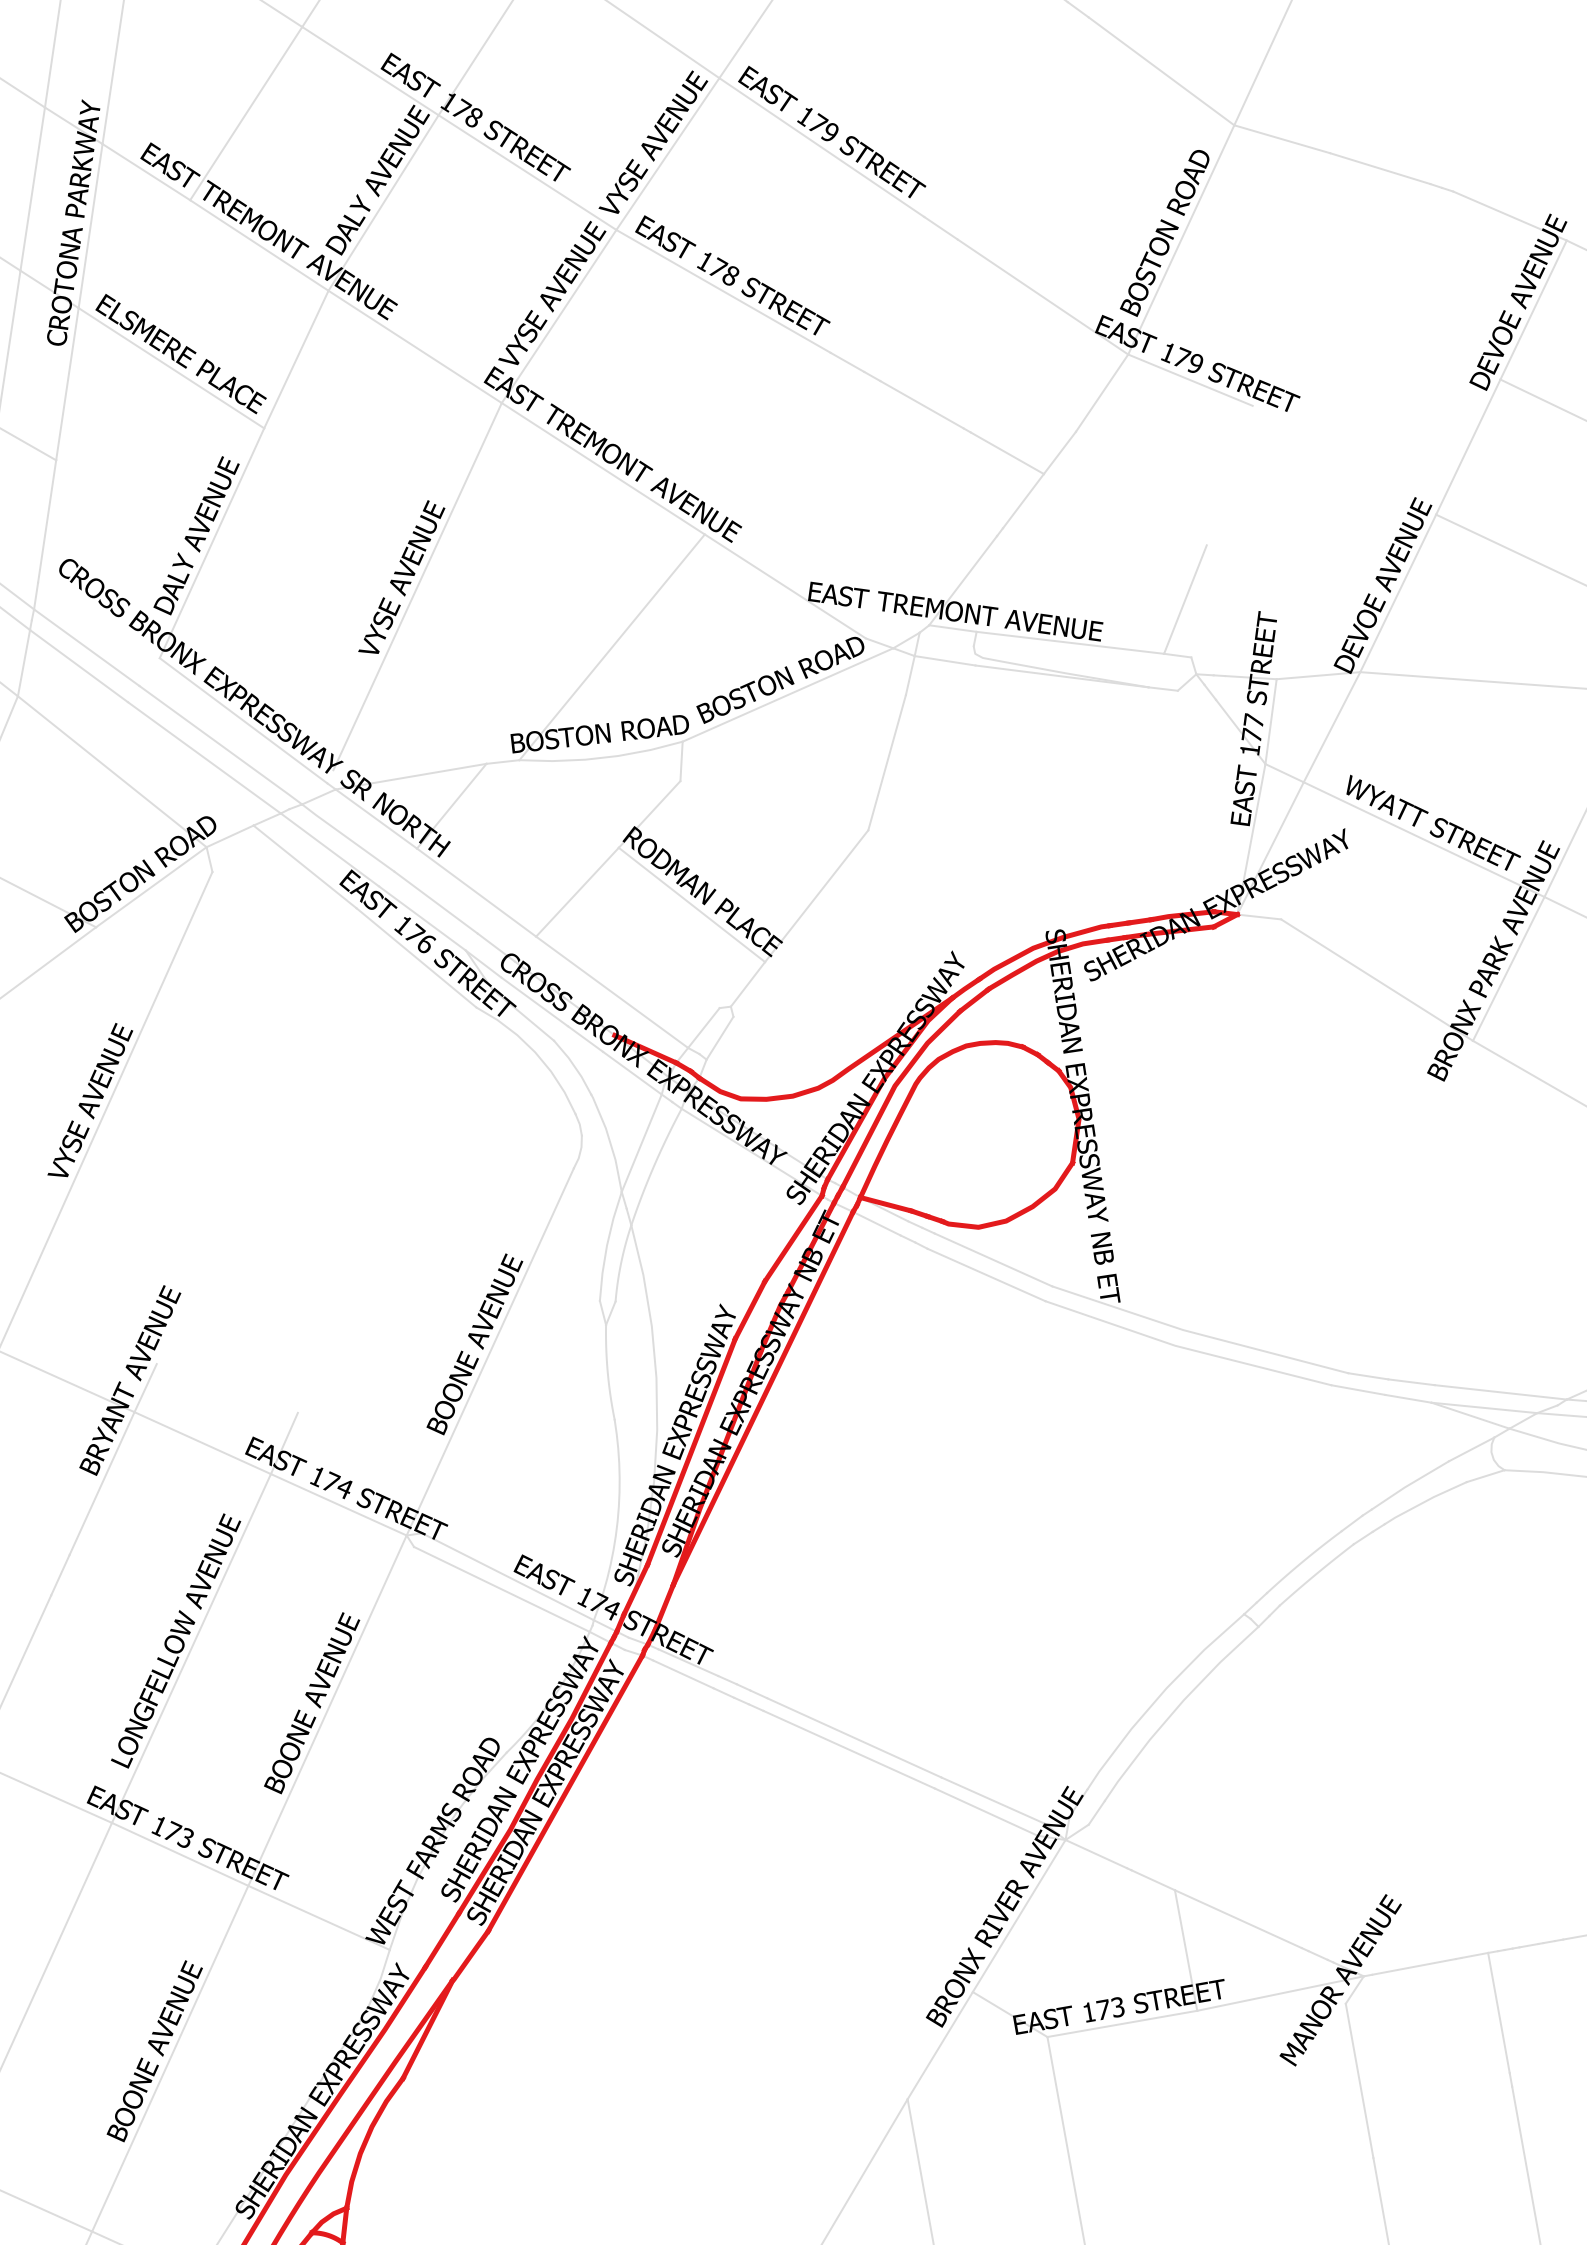 EAST 178 STREET
EAST 179 STREET
VYSE AVENUE
CROTONA PARKWAY
DALY AVENUE
EAST TREMONT AVENUE
BOSTON ROAD
DEVOE AVENUE
EAST 178 STREET
VYSE AVENUE
ELSMERE PLACE
EAST 179 STREET
EAST TREMONT AVENUE
DALY AVENUE
VYSE AVENUE
DEVOE AVENUE
CROSS BRONX EXPRESSWAY SR NORTH
EAST TREMONT AVENUE
EAST 177 STREET
BOSTON ROAD
BOSTON ROAD
WYATT STREET
BOSTON ROAD
RODMAN PLACE
SHERIDAN EXPRESSWAY
BRONX PARK AVENUE
EAST 176 STREET
SHERIDAN EXPRESSWAY NB ET
CROSS BRONX EXPRESSWAY
SHERIDAN EXPRESSWAY
VYSE AVENUE
SHERIDAN EXPRESSWAY NB ET
BOONE AVENUE
BRYANT AVENUE
SHERIDAN EXPRESSWAY
EAST 174 STREET
LONGFELLOW AVENUE
EAST 174 STREET
BOONE AVENUE
SHERIDAN EXPRESSWAY
SHERIDAN EXPRESSWAY
WEST FARMS ROAD
EAST 173 STREET
BRONX RIVER AVENUE
MANOR AVENUE
BOONE AVENUE
SHERIDAN EXPRESSWAY
EAST 173 STREET